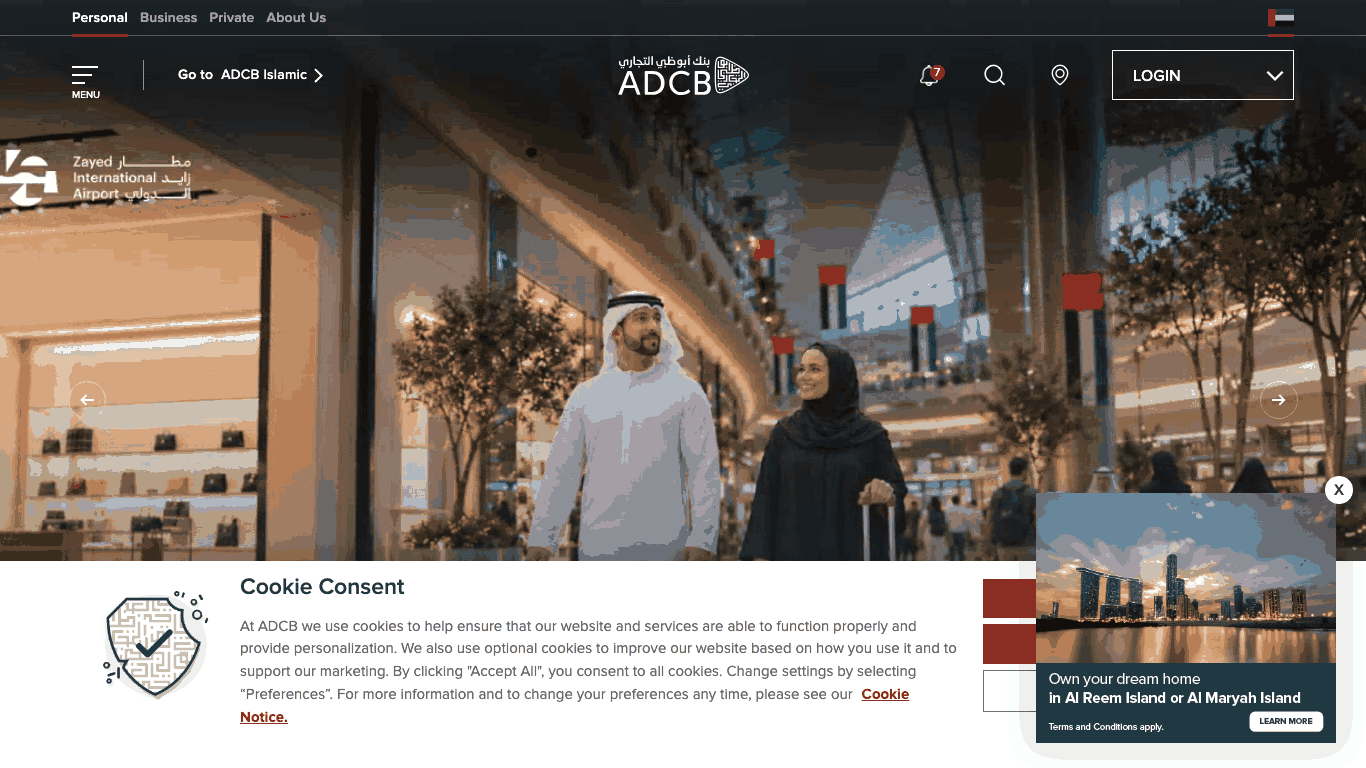 Personal Business Private About Us
MENU
Go to ADCB Islamic
بنك أبوظبي التجاري
ADCB
7
LOGIN
Zayed مطار
International زايد
Airport الدولي
X
Cookie Consent
At ADCB we use cookies to help ensure that our website and services are able to function properly and
provide personalization. We also use optional cookies to improve our website based on how you use it and to
support our marketing. By clicking "Accept All", you consent to all cookies. Change settings by selecting
“Preferences”. For more information and to change your preferences any time, please see our Cookie
Notice.
Own your dream home
in Al Reem Island or Al Maryah Island
Terms and Conditions apply.
LEARN MORE